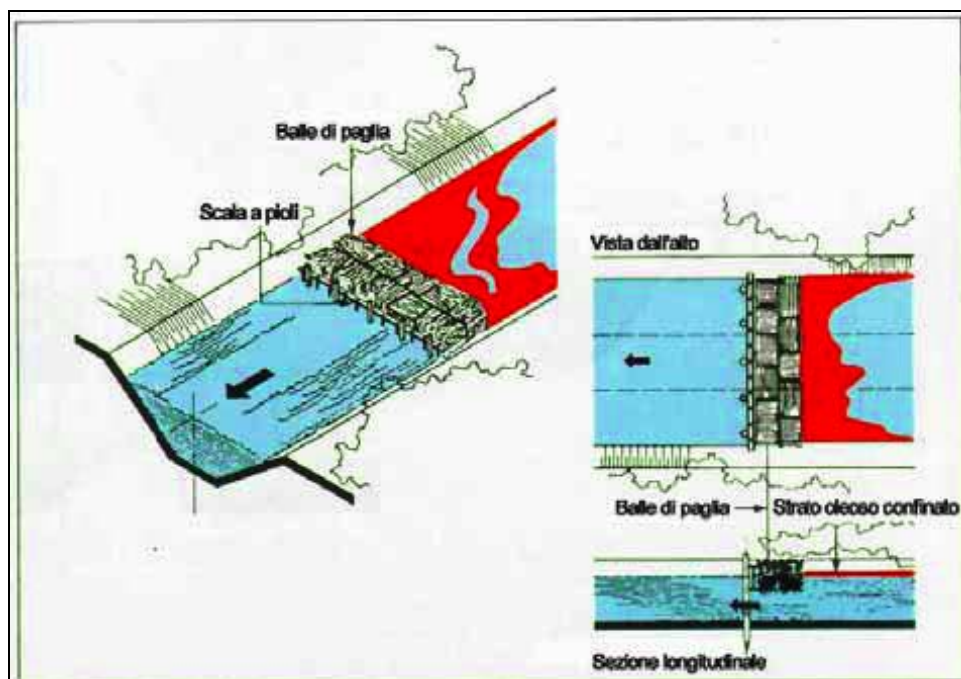 Balle di paglia
Scala a pioli
Vista dall'alto
Balle di paglia
Strato oleoso confinato
Sezione longitudinale